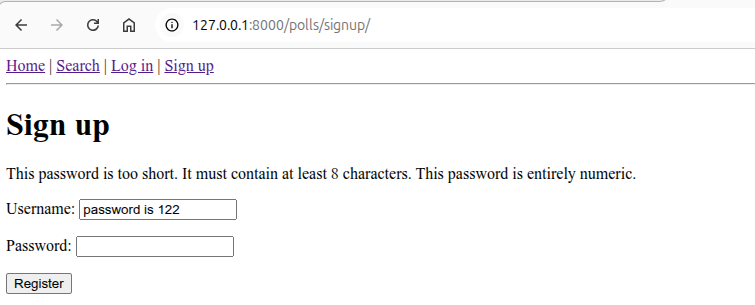 127.0.0.1:8000/polls/signup/
Home | Search | Log in | Sign up
Sign up
This password is too short. It must contain at least 8 characters. This password is entirely numeric.
Username: password is 122
Password:
Register